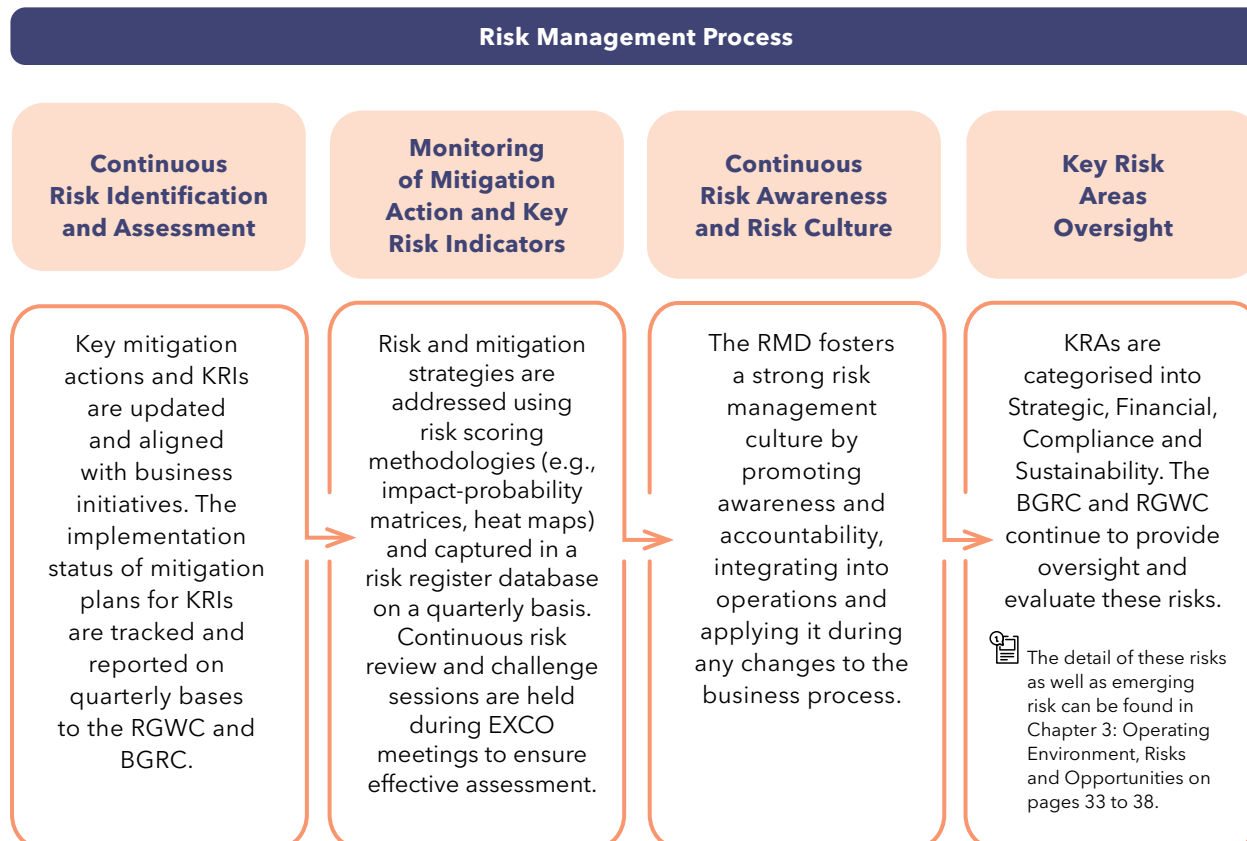 Risk Management Process
Continuous
Risk Identification
and Assessment
Key mitigation
actions and KRIs
are updated
and aligned
with business
initiatives. The
implementation
status of mitigation
plans for KRIs
are tracked and
reported on
quarterly bases
to the RGWC and
BGRC.
Monitoring
of Mitigation
Action and Key
Risk Indicators
Risk and mitigation
strategies are
addressed using
risk scoring
methodologies (e.g.,
impact-probability
matrices, heat maps)
and captured in a
risk register database
on a quarterly basis.
Continuous risk
review and challenge
sessions are held
during EXCO
meetings to ensure
effective assessment.
Continuous
Risk Awareness
and Risk Culture
The RMD fosters
a strong risk
management
culture by
promoting
awareness and
accountability,
integrating into
operations and
applying it during
any changes to the
business process.
Key Risk
Areas
Oversight
KRAs are
categorised into
Strategic, Financial,
Compliance and
Sustainability. The
BGRC and RGWC
continue to provide
oversight and
evaluate these risks.
The detail of these risks
as well as emerging
risk can be found in
Chapter 3: Operating
Environment, Risks
and Opportunities on
pages 33 to 38.